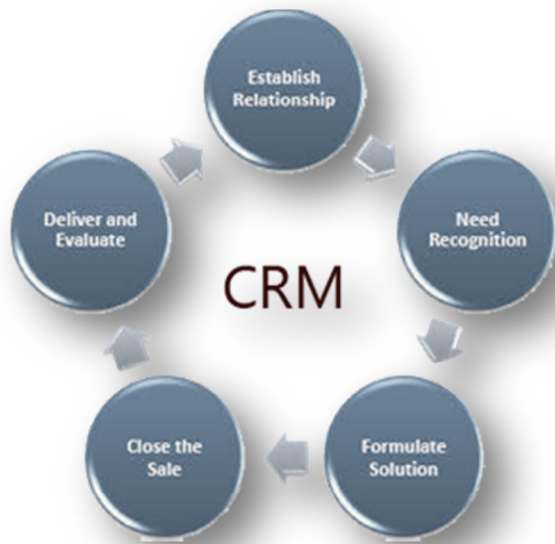 Establish
Relationship
Need
Recognition
Formulate
Solution
Close the
Sale
Deliver and
Evaluate
CRM